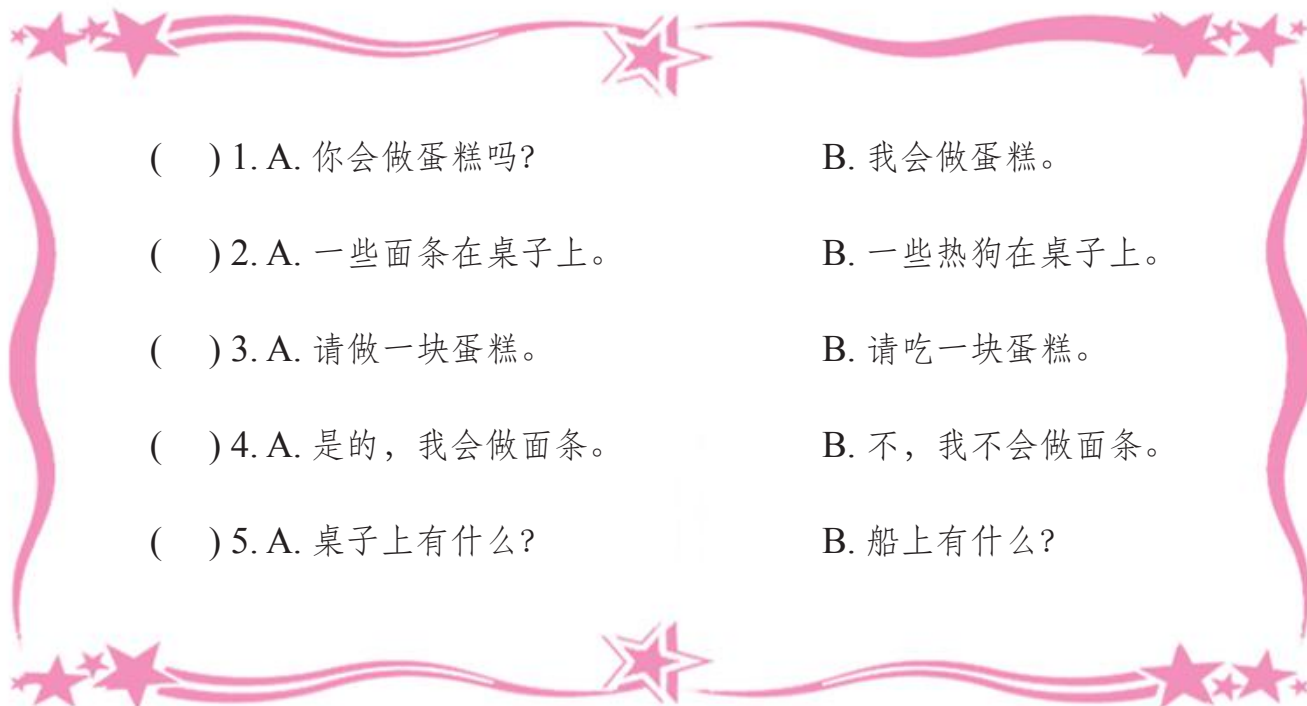 (    ) 1. A. 你会做蛋糕吗? B. 我会做蛋糕。
(    ) 2. A. 一些面条在桌子上。 B. 一些热狗在桌子上。
(    ) 3. A. 请做一块蛋糕。 B. 请吃一块蛋糕。
(    ) 4. A. 是的，我会做面条。 B. 不，我不会做面条。
(    ) 5. A. 桌子上有什么? B. 船上有什么?